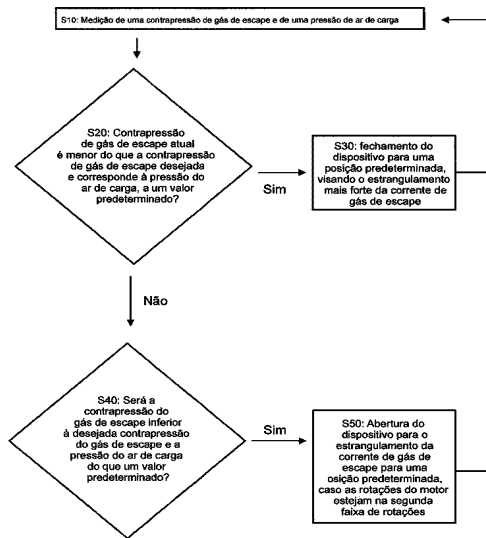 S10: Medição de uma contrapressão de gás de escape e de uma pressão de ar de carga
S20: Contrapressão
de gás de escape atual
é menor do que a contrapressão
de gás de escape desejada
e corresponde à pressão do
ar de carga, a um valor
predeterminado?
Sim
S30: fechamento do
dispositivo para uma
posição predeterminada,
visando o estrangulamento
mais forte da corrente de
gás de escape
Não
S40: Será a
contrapressão do
gás de escape inferior
à desejada contrapressão
do gás de escape e a
pressão do ar de carga
do que um valor
predeterminado?
Sim
S50: Abertura do
dispositivo para o
estrangulamento da
corrente de gás de
escape para uma
osição predeterminada,
caso as rotações do motor
estejam na segunda
faixa de rotações